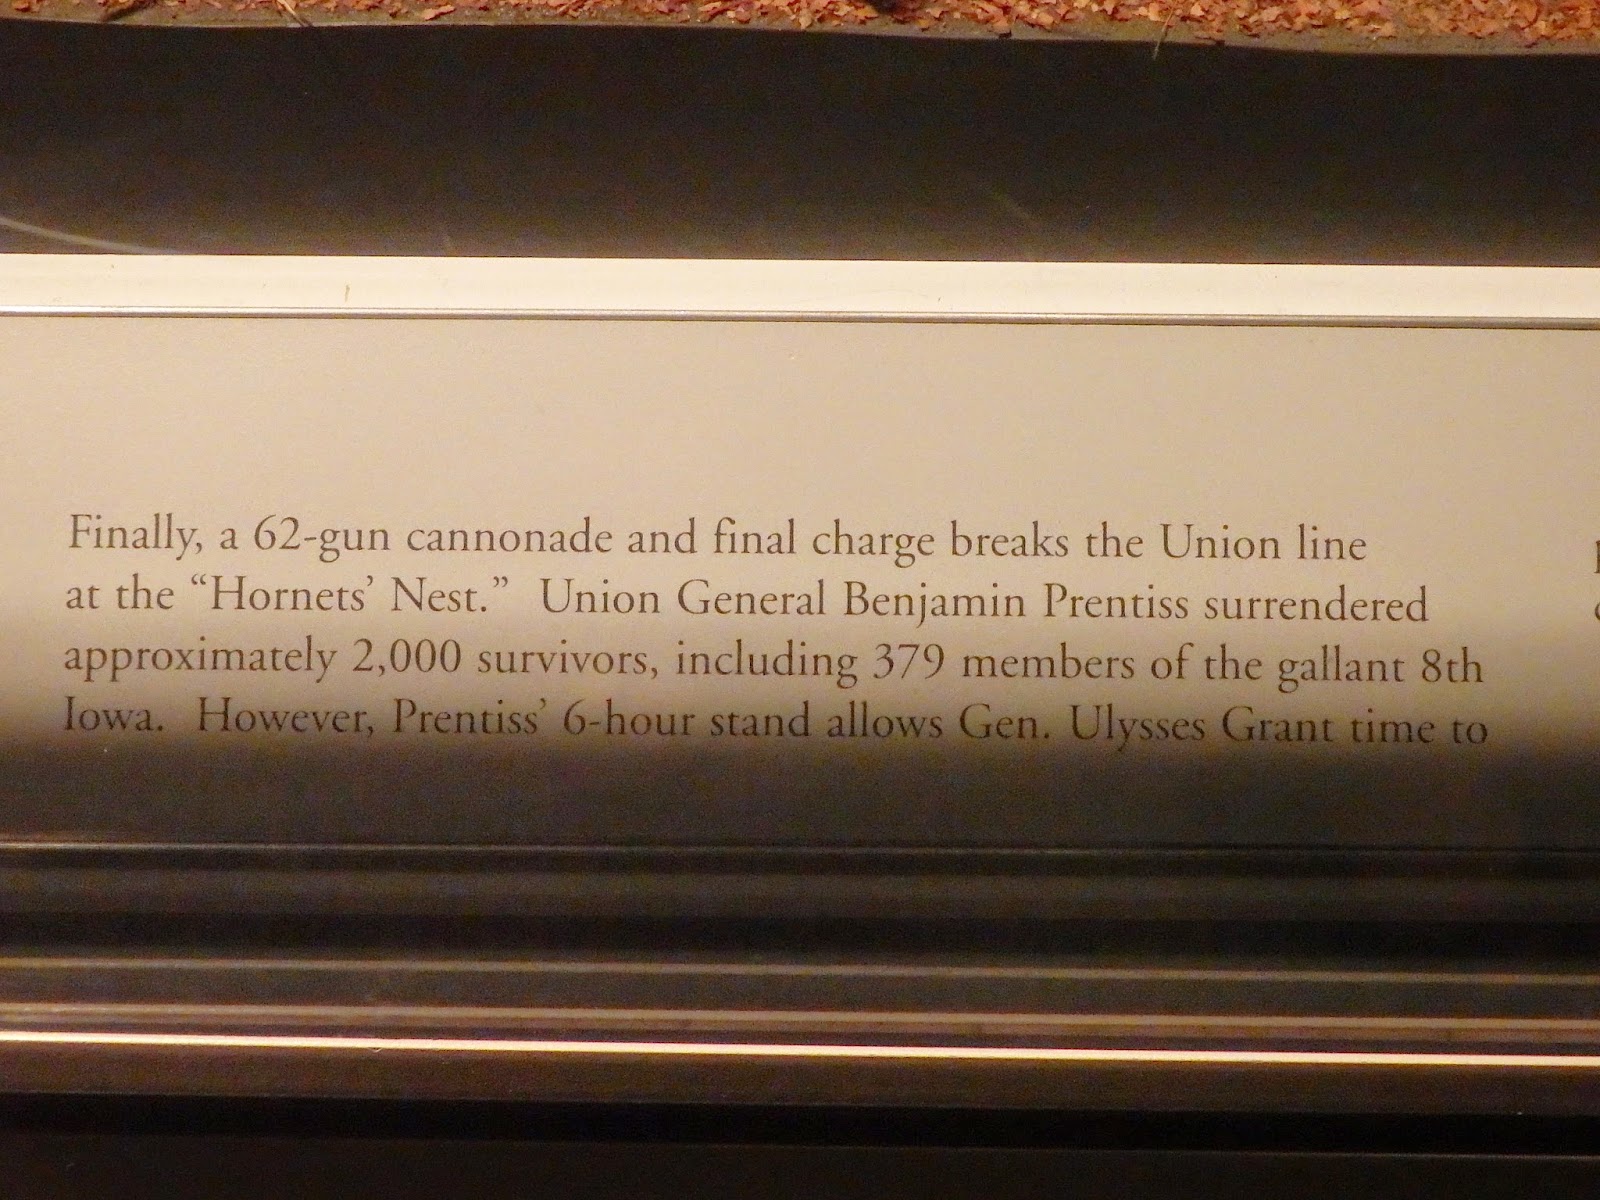 Finally, a 62-gun cannonade and final charge breaks the Union line
at the “Hornets’ Nest.”  Union General Benjamin Prentiss surrendered
approximately 2,000 survivors, including 379 members of the gallant 8th
Iowa.  However, Prentiss’ 6-hour stand allows Gen. Ulysses Grant time to